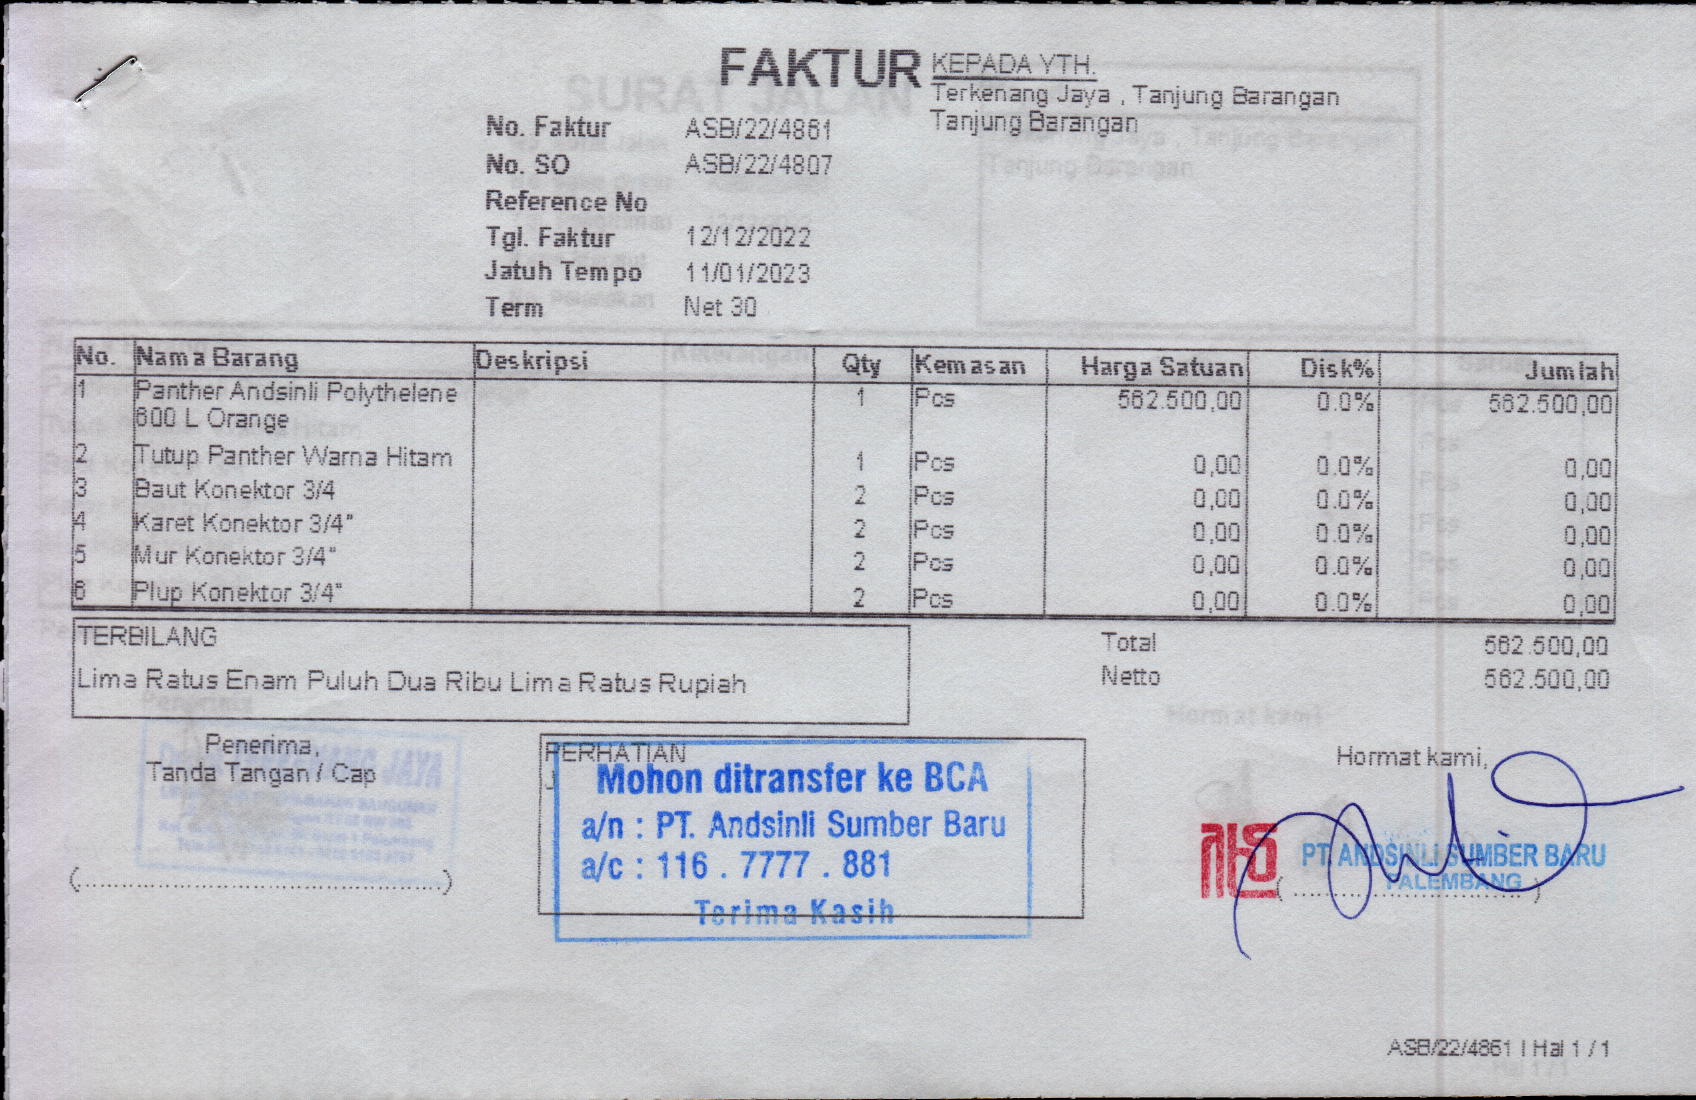 FAKTUR
KEPADA YTH.
Terkenang Jaya , Tanjung Barangan
Tanjung Barangan
No. Faktur ASB/22/4861
No. SO ASB/22/4807
Reference No
Tgl. Faktur 12/12/2022
Jatuh Tempo 11/01/2023
Term Net 30
No. Nama Barang Deskripsi Qty Kemasan Harga Satuan Disk% Jumlah
1 Panther Andsinli Polythelene 1 Pcs 562.500,00 0.0% 562.500,00
600 L Orange
2 Tutup Panther Warna Hitam 1 Pcs 0,00 0.0% 0,00
3 Baut Konektor 3/4 2 Pcs 0,00 0.0% 0,00
4 Karet Konektor 3/4" 2 Pcs 0,00 0.0% 0,00
5 Mur Konektor 3/4" 2 Pcs 0,00 0.0% 0,00
6 Plup Konektor 3/4" 2 Pcs 0,00 0.0% 0,00
TERBILANG
Lima Ratus Enam Puluh Dua Ribu Lima Ratus Rupiah
Total 562.500,00
Netto 562.500,00
Penerima,
Tanda Tangan / Cap
(................................................)
PERHATIAN
Mohon ditransfer ke BCA
a/n : PT. Andsinli Sumber Baru
a/c : 116 . 7777 . 881
Terima Kasih
Hormat kami,
PT. ANDSINLI SUMBER BARU
PALEMBANG
(................................)
ASB/22/4861 | Hal 1 / 1